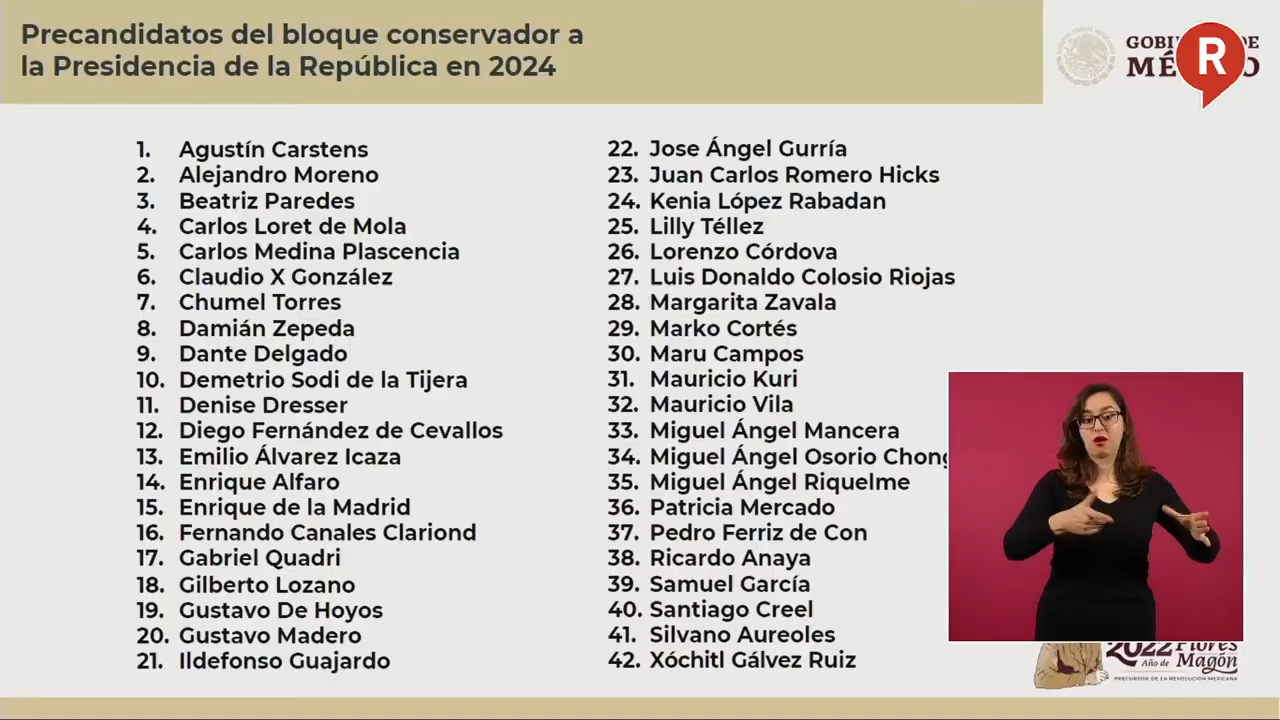 Precandidatos del bloque conservador a
la Presidencia de la República en 2024
R
1. Agustín Carstens
2. Alejandro Moreno
3. Beatriz Paredes
4. Carlos Loret de Mola
5. Carlos Medina Plascencia
6. Claudio X González
7. Chumel Torres
8. Damián Zepeda
9. Dante Delgado
10. Demetrio Sodi de la Tijera
11. Denise Dresser
12. Diego Fernández de Cevallos
13. Emilio Álvarez Icaza
14. Enrique Alfaro
15. Enrique de la Madrid
16. Fernando Canales Clariond
17. Gabriel Quadri
18. Gilberto Lozano
19. Gustavo De Hoyos
20. Gustavo Madero
21. Ildefonso Guajardo
22. Jose Ángel Gurría
23. Juan Carlos Romero Hicks
24. Kenia López Rabadan
25. Lilly Téllez
26. Lorenzo Córdova
27. Luis Donaldo Colosio Riojas
28. Margarita Zavala
29. Marko Cortés
30. Maru Campos
31. Mauricio Kuri
32. Mauricio Vila
33. Miguel Ángel Mancera
34. Miguel Ángel Osorio Chong
35. Miguel Ángel Riquelme
36. Patricia Mercado
37. Pedro Ferriz de Con
38. Ricardo Anaya
39. Samuel García
40. Santiago Creel
41. Silvano Aureoles
42. Xóchitl Gálvez Ruiz
2022 Flores
Año de Magón
PRECURSOR DE LA REVOLUCIÓN MEXICANA